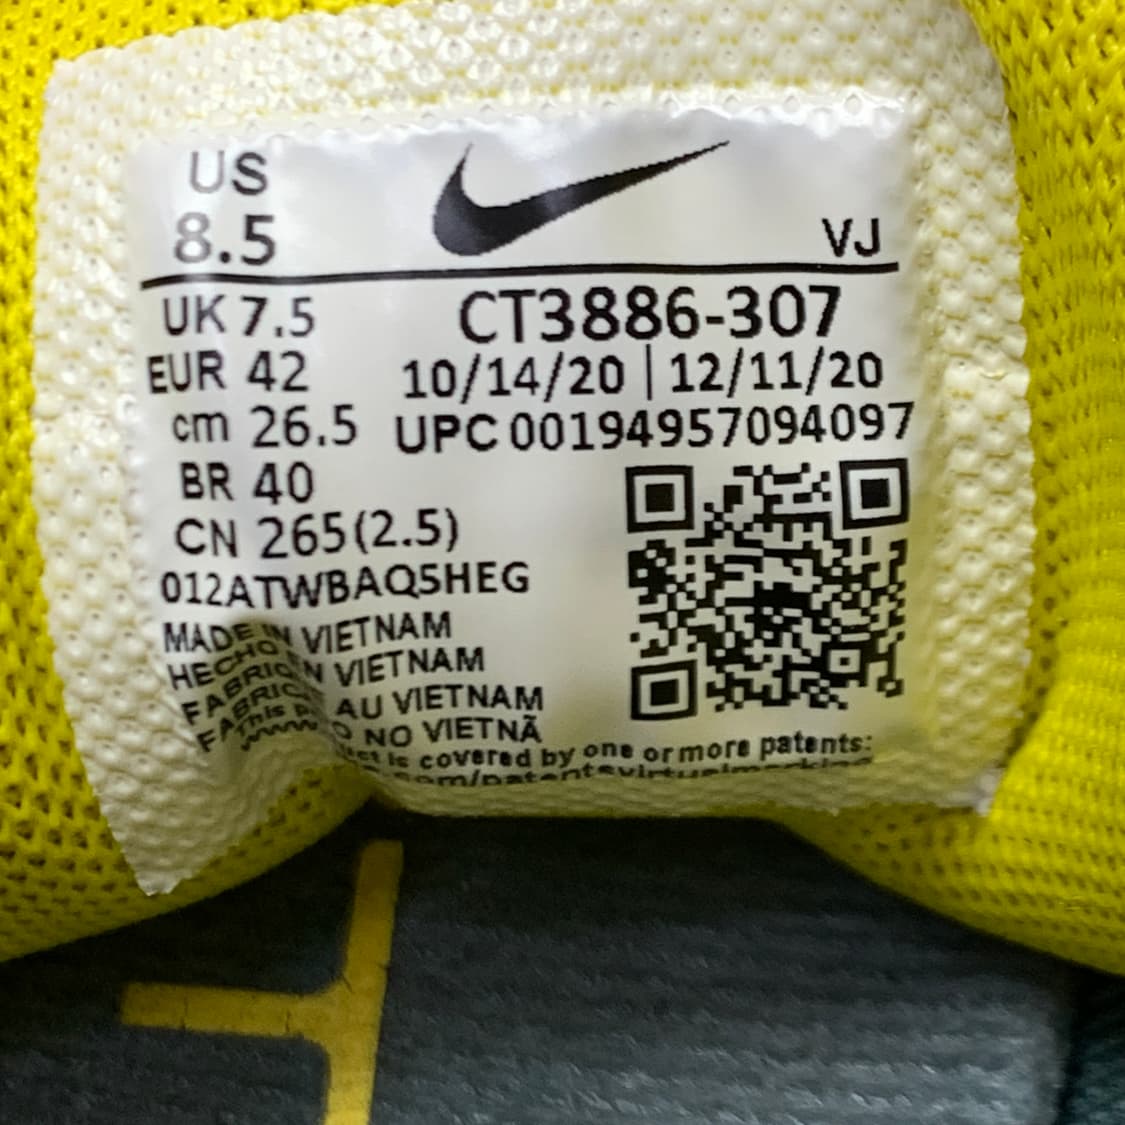 US
8.5
VJ
UK 7.5
CT3886-307
EUR 42
10/14/20 | 12/11/20
cm 26.5
UPC 00194957094097
BR 40
CN 265(2.5)
012ATWBAQ5HEG
MADE IN VIETNAM
HECHO EN VIETNAM
AU VIETNAM
NO VIETNÃ
This is covered by one or more patents: